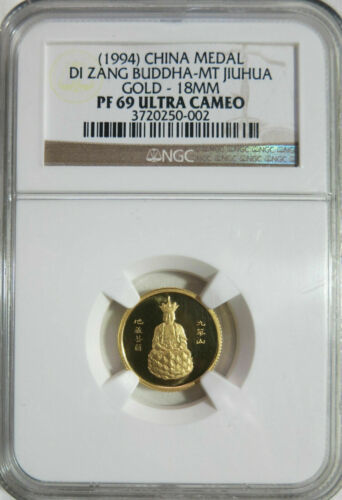 (1994) CHINA MEDAL
DI ZANG BUDDHA-MT JIUHUA
GOLD - 18MM
PF 69 ULTRA CAMEO
3720250-002
NGC
地藏菩薩
九华山